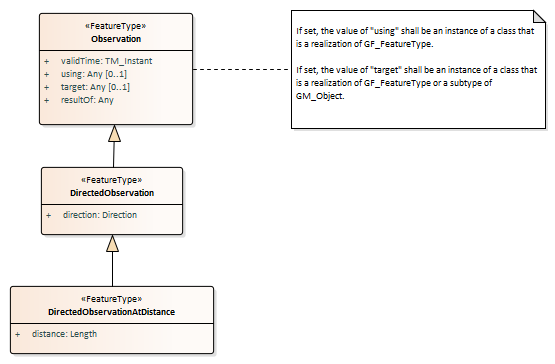 «FeatureType»
Observation
+ validTime: TM_Instant
+ using: Any [0..1]
+ target: Any [0..1]
+ resultOf: Any
If set, the value of "using" shall be an instance of a class that
is a realization of GF_FeatureType.
If set, the value of "target" shall be an instance of a class that
is a realization of GF_FeatureType or a subtype of
GM_Object.
«FeatureType»
DirectedObservation
+ direction: Direction
«FeatureType»
DirectedObservationAtDistance
+ distance: Length